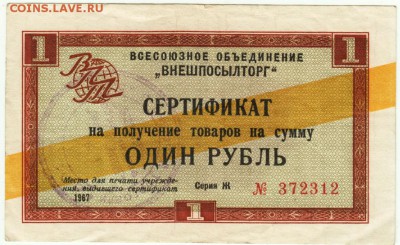 COINS.LAVE.RU
1
1
ВСЕСОЮЗНОЕ ОБЪЕДИНЕНИЕ
„ВНЕШПОСЫЛТОРГ"
СЕРТИФИКАТ
на получение товаров на сумму
ОДИН РУБЛЬ
Место для печати учрежде-
ния, выдавшего сертификат
1967
Серия Ж
№ 372312
1